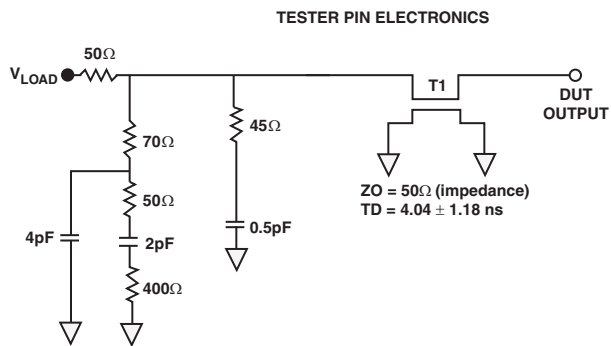 TESTER PIN ELECTRONICS
50Ω
VLOAD
T1
DUT
OUTPUT
70Ω
45Ω
50Ω
4pF
2pF
0.5pF
400Ω
ZO = 50Ω (impedance)
TD = 4.04 ± 1.18 ns